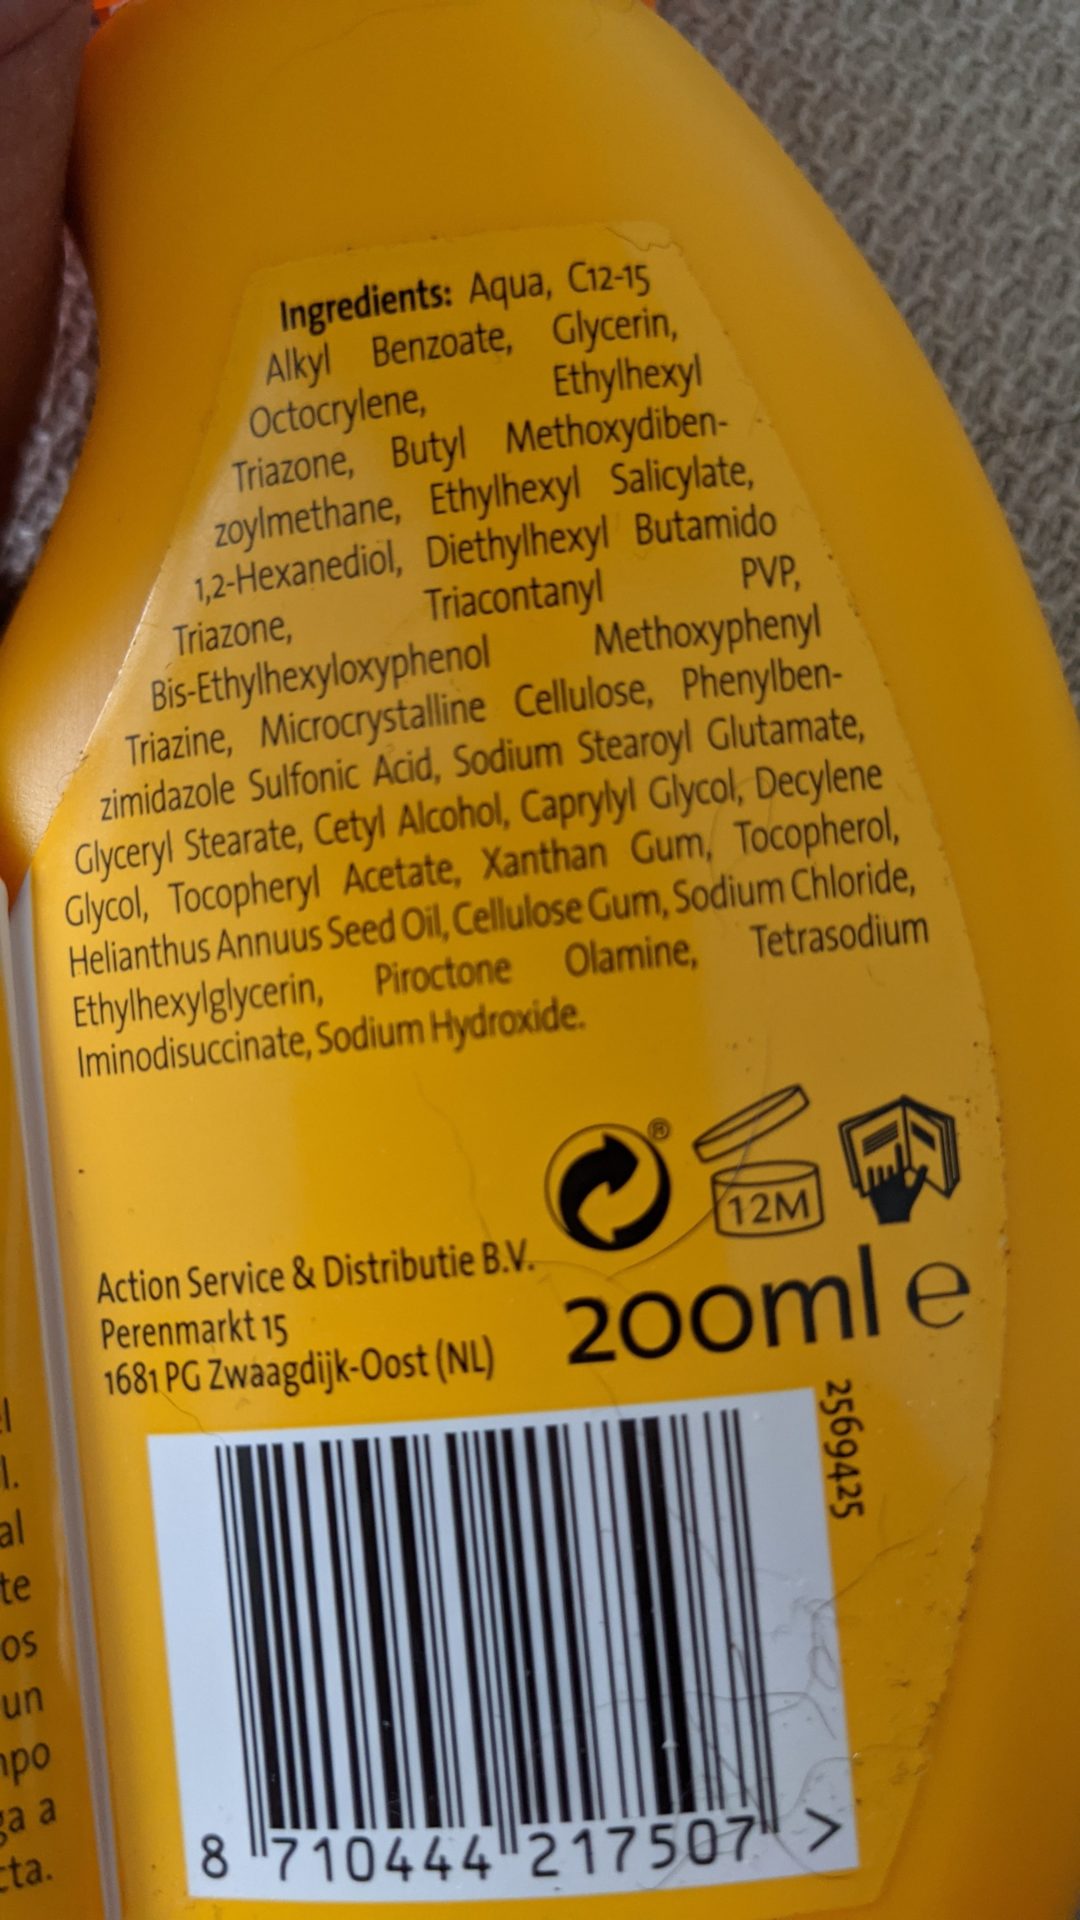 Ingredients: Aqua, C12-15
Alkyl Benzoate, Glycerin,
Octocrylene, Ethylhexyl
Triazone, Butyl Methoxydiben-
zoylmethane, Ethylhexyl Salicylate,
1,2-Hexanediol, Diethylhexyl Butamido
Triazone, Triacontanyl PVP,
Bis-Ethylhexyloxyphenol Methoxyphenyl
Triazine, Microcrystalline Cellulose, Phenylben-
zimidazole Sulfonic Acid, Sodium Stearoyl Glutamate,
Glyceryl Stearate, Cetyl Alcohol, Caprylyl Glycol, Decylene
Glycol, Tocopheryl Acetate, Xanthan Gum, Tocopherol,
Helianthus Annuus Seed Oil, Cellulose Gum, Sodium Chloride,
Ethylhexylglycerin, Piroctone Olamine, Tetrasodium
Iminodisuccinate, Sodium Hydroxide.
®
12M
Action Service & Distributie B.V.
Perenmarkt 15
1681 PG Zwaagdijk-Oost (NL)
200ml e
2569425
8 710444 217507 >
l.
al
te
os
un
a